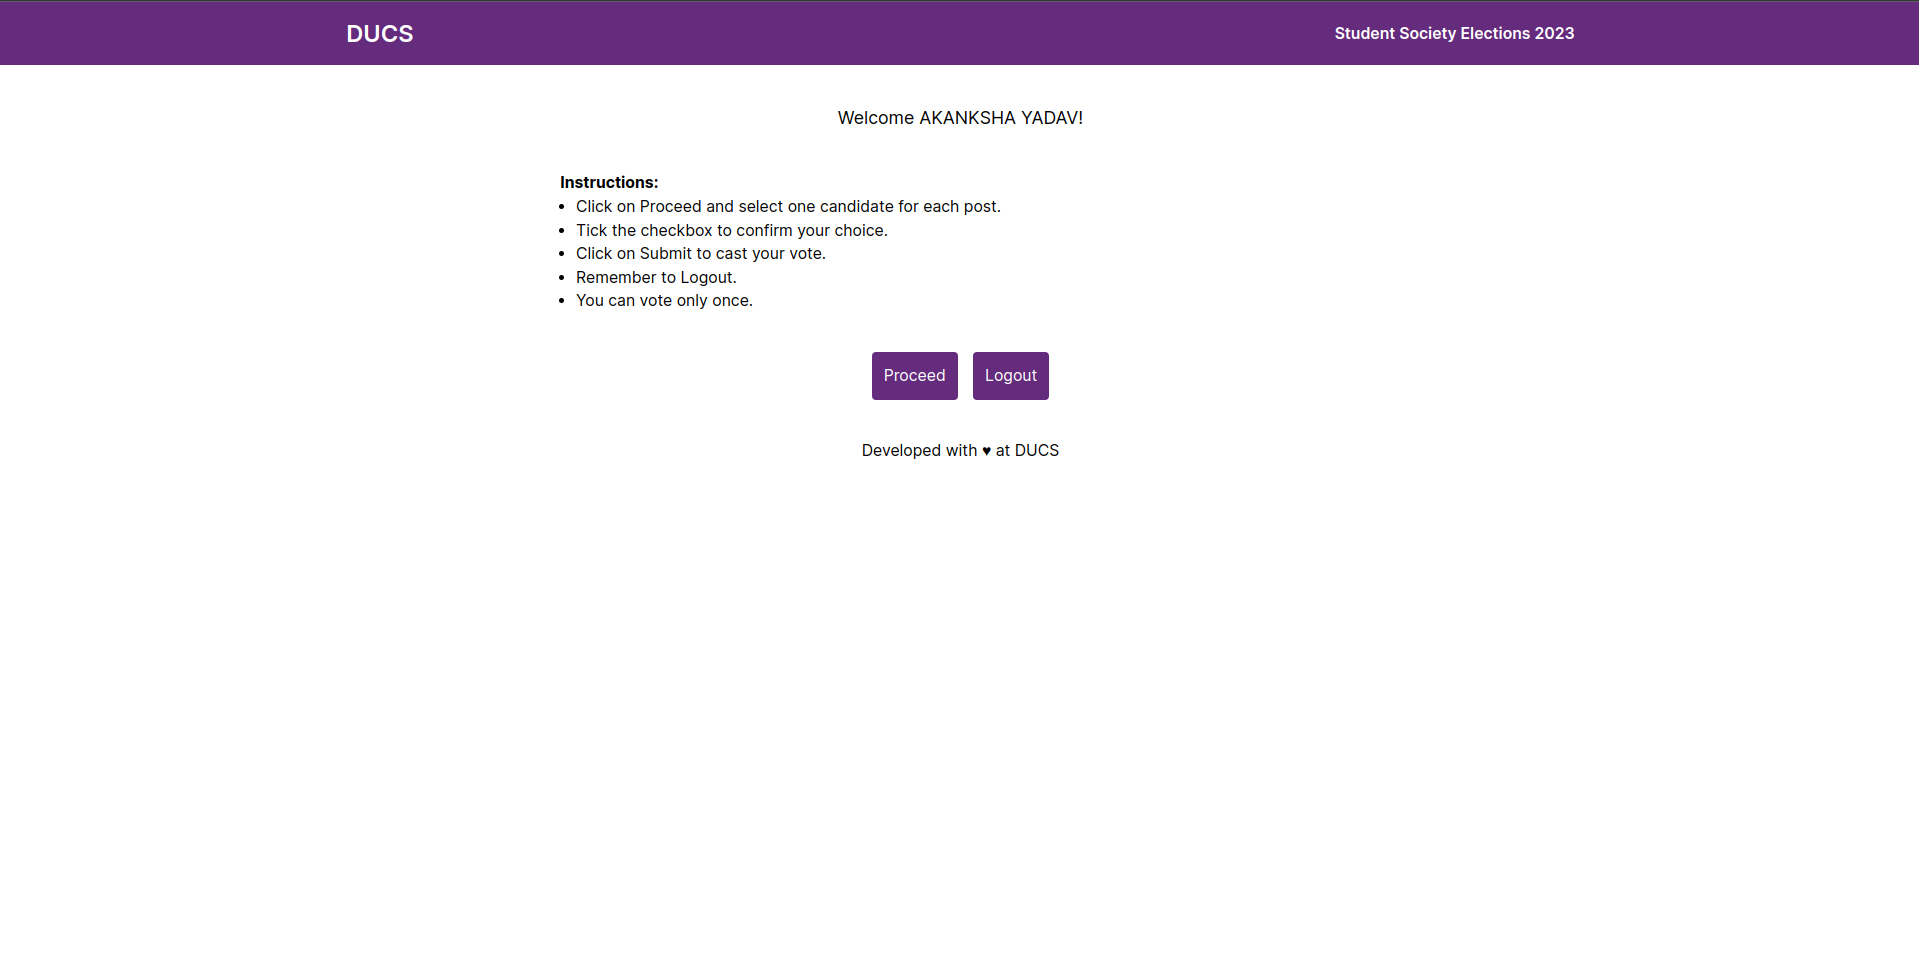 DUCS
Student Society Elections 2023
Welcome AKANKSHA YADAV!
Instructions:
• Click on Proceed and select one candidate for each post.
• Tick the checkbox to confirm your choice.
• Click on Submit to cast your vote.
• Remember to Logout.
• You can vote only once.
Proceed
Logout
Developed with ♥ at DUCS